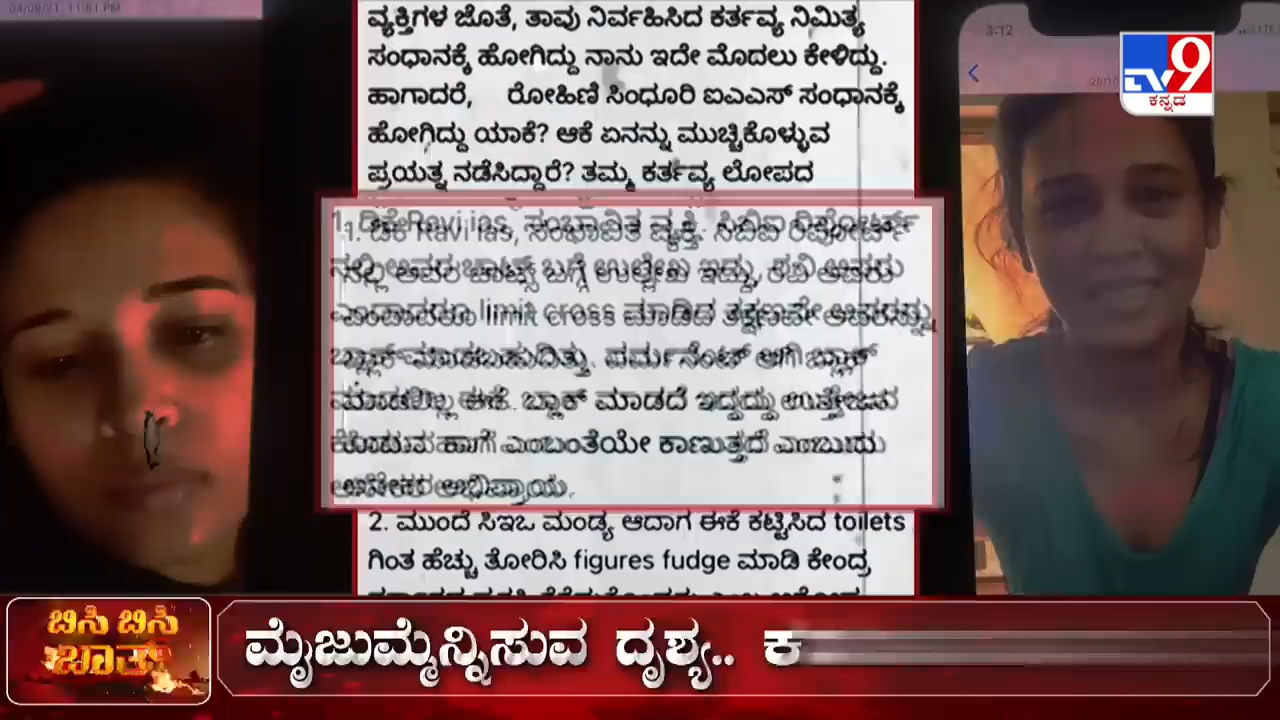 04/09/21, 11:51 PM
3:12
TV9
ಕನ್ನಡ
ವ್ಯಕ್ತಿಗಳ ಜೊತೆ, ತಾವು ನಿರ್ವಹಿಸಿದ ಕರ್ತವ್ಯ ನಿಮಿತ್ಯ
ಸಂಧಾನಕ್ಕೆ ಹೋಗಿದ್ದು ನಾನು ಇದೇ ಮೊದಲು ಕೇಳಿದ್ದು.
ಹಾಗಾದರೆ, ರೋಹಿಣಿ ಸಿಂಧೂರಿ ಐಎಎಸ್ ಸಂಧಾನಕ್ಕೆ
ಹೋಗಿದ್ದು ಯಾಕೆ? ಆಕೆ ಏನನ್ನು ಮುಚ್ಚಿಕೊಳ್ಳುವ
ಪ್ರಯತ್ನ ನಡೆಸಿದ್ದಾರೆ? ತಮ್ಮ ಕರ್ತವ್ಯ ಲೋಪದ
1. ಡಿಕೆ Ravi ias, ಸಂಭಾವಿತ ವ್ಯಕ್ತಿ. ಸಿಬಿಐ ರಿಪೋರ್ಟ್
ನಲ್ಲಿ ಅವರ ಚಾಟ್ಸ್ ಬಗ್ಗೆ ಉಲ್ಲೇಖ ಇದ್ದು, ರವಿ ಅವರು
ಎಂದಾದರೂ limit cross ಮಾಡಿದ ತಕ್ಷಣವೇ ಅವರನ್ನು
ಬ್ಲಾಕ್ ಮಾಡಬಹುದಿತ್ತು. ಪರ್ಮನೆಂಟ್ ಆಗಿ ಬ್ಲಾಕ್
ಮಾಡಲಿಲ್ಲ ಈಕೆ. ಬ್ಲಾಕ್ ಮಾಡದೆ ಇದ್ದದ್ದು ಉತ್ತೇಜನ
ಕೊಡುವ ಹಾಗೆ ಎಂಬಂತೆಯೇ ಕಾಣುತ್ತದೆ ಎಂಬುದು
ಅನೇಕರ ಅಭಿಪ್ರಾಯ.
2. ಮುಂದೆ ಸಿಇಒ ಮಂಡ್ಯ ಆದಾಗ ಈಕೆ ಕಟ್ಟಿಸಿದ toilets
ಗಿಂತ ಹೆಚ್ಚು ತೋರಿಸಿ figures fudge ಮಾಡಿ ಕೇಂದ್ರ
ಬಿಸಿ ಬಿಸಿ
ಬಾತ್
ಮೈಜುಮ್ಮೆನ್ನಿಸುವ ದೃಶ್ಯ.. ಕ